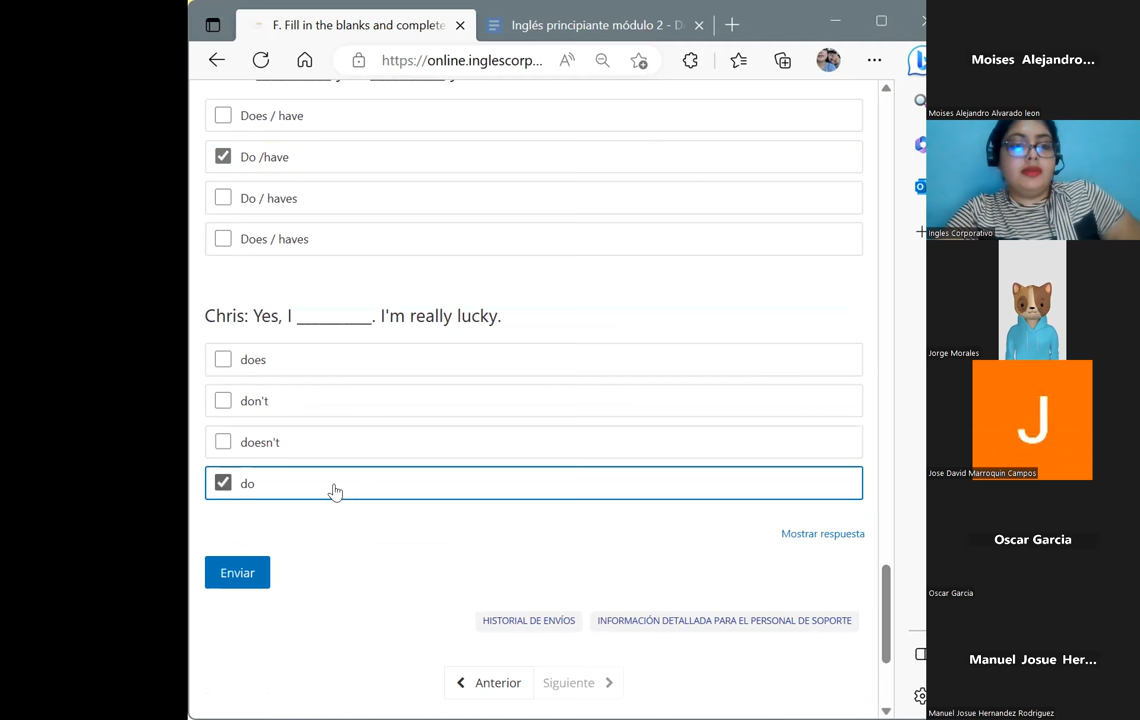 F. Fill in the blanks and complete
Inglés principiante módulo 2 - D
https://online.inglescorp...
Does / have
Do /have
Do / haves
Does / haves
Chris: Yes, I ________. I'm really lucky.
does
don't
doesn't
do
Mostrar respuesta
Enviar
HISTORIAL DE ENVÍOS
INFORMACIÓN DETALLADA PARA EL PERSONAL DE SOPORTE
Anterior
Siguiente
Moises Alejandro...
Moises Alejandro Alvarado leon
Ingles Corporativo
Jorge Morales
J
Jose David Marroquin Campos
Oscar Garcia
Oscar Garcia
Manuel Josue Her...
Manuel Josue Hernandez Rodriguez